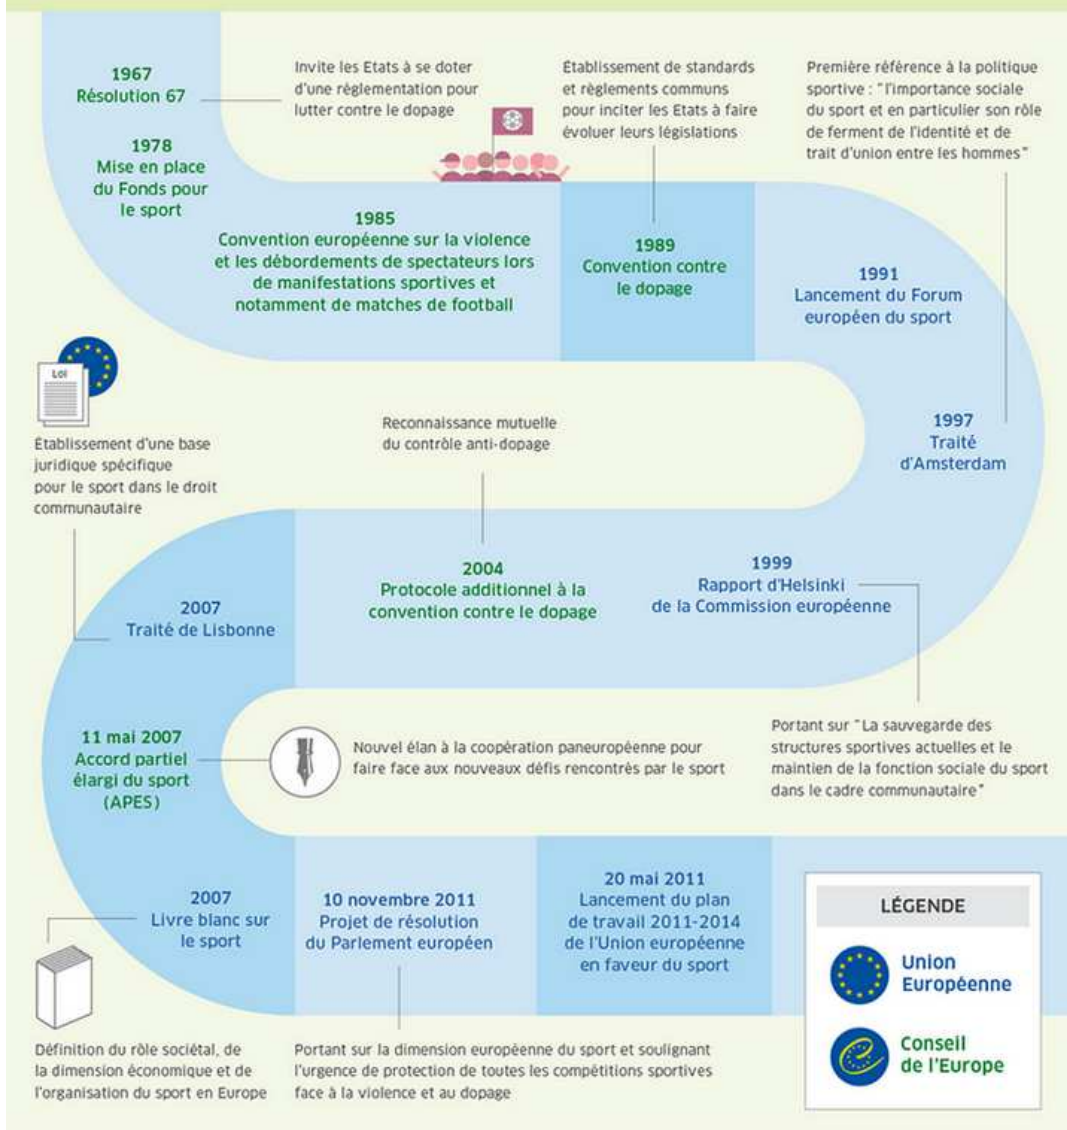 1967
Résolution 67
Invite les Etats à se doter
d'une règlementation pour
lutter contre le dopage
1978
Mise en place
du Fonds pour
le sport
1985
Convention européenne sur la violence
et les débordements de spectateurs lors
de manifestations sportives et
notamment de matches de football
Établissement de standards
et règlements communs
pour inciter les Etats à faire
évoluer leurs législations
1989
Convention contre
le dopage
1991
Lancement du Forum
européen du sport
Première référence à la politique
sportive : "l'importance sociale
du sport et en particulier son rôle
de ferment de l'identité et de
trait d'union entre les hommes"
1997
Traité
d'Amsterdam
1999
Rapport d'Helsinki
de la Commission européenne
Portant sur "La sauvegarde des
structures sportives actuelles et le
maintien de la fonction sociale du sport
dans le cadre communautaire"
Reconnaissance mutuelle
du contrôle anti-dopage
2004
Protocole additionnel à la
convention contre le dopage
Loi
Établissement d'une base
juridique spécifique
pour le sport dans le droit
communautaire
2007
Traité de Lisbonne
11 mai 2007
Accord partiel
élargi du sport
(APES)
Nouvel élan à la coopération paneuropéenne pour
faire face aux nouveaux défis rencontrés par le sport
2007
Livre blanc sur
le sport
Définition du rôle sociétal, de
la dimension économique et de
l'organisation du sport en Europe
10 novembre 2011
Projet de résolution
du Parlement européen
Portant sur la dimension européenne du sport et soulignant
l'urgence de protection de toutes les compétitions sportives
face à la violence et au dopage
20 mai 2011
Lancement du plan
de travail 2011-2014
de l'Union européenne
en faveur du sport
LÉGENDE
Union
Européenne
Conseil
de l'Europe